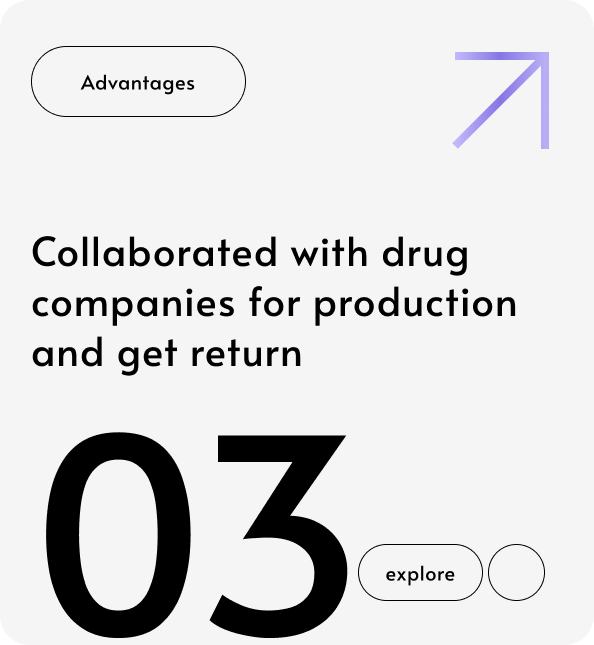 Advantages
Collaborated with drug
companies for production
and get return
03
explore